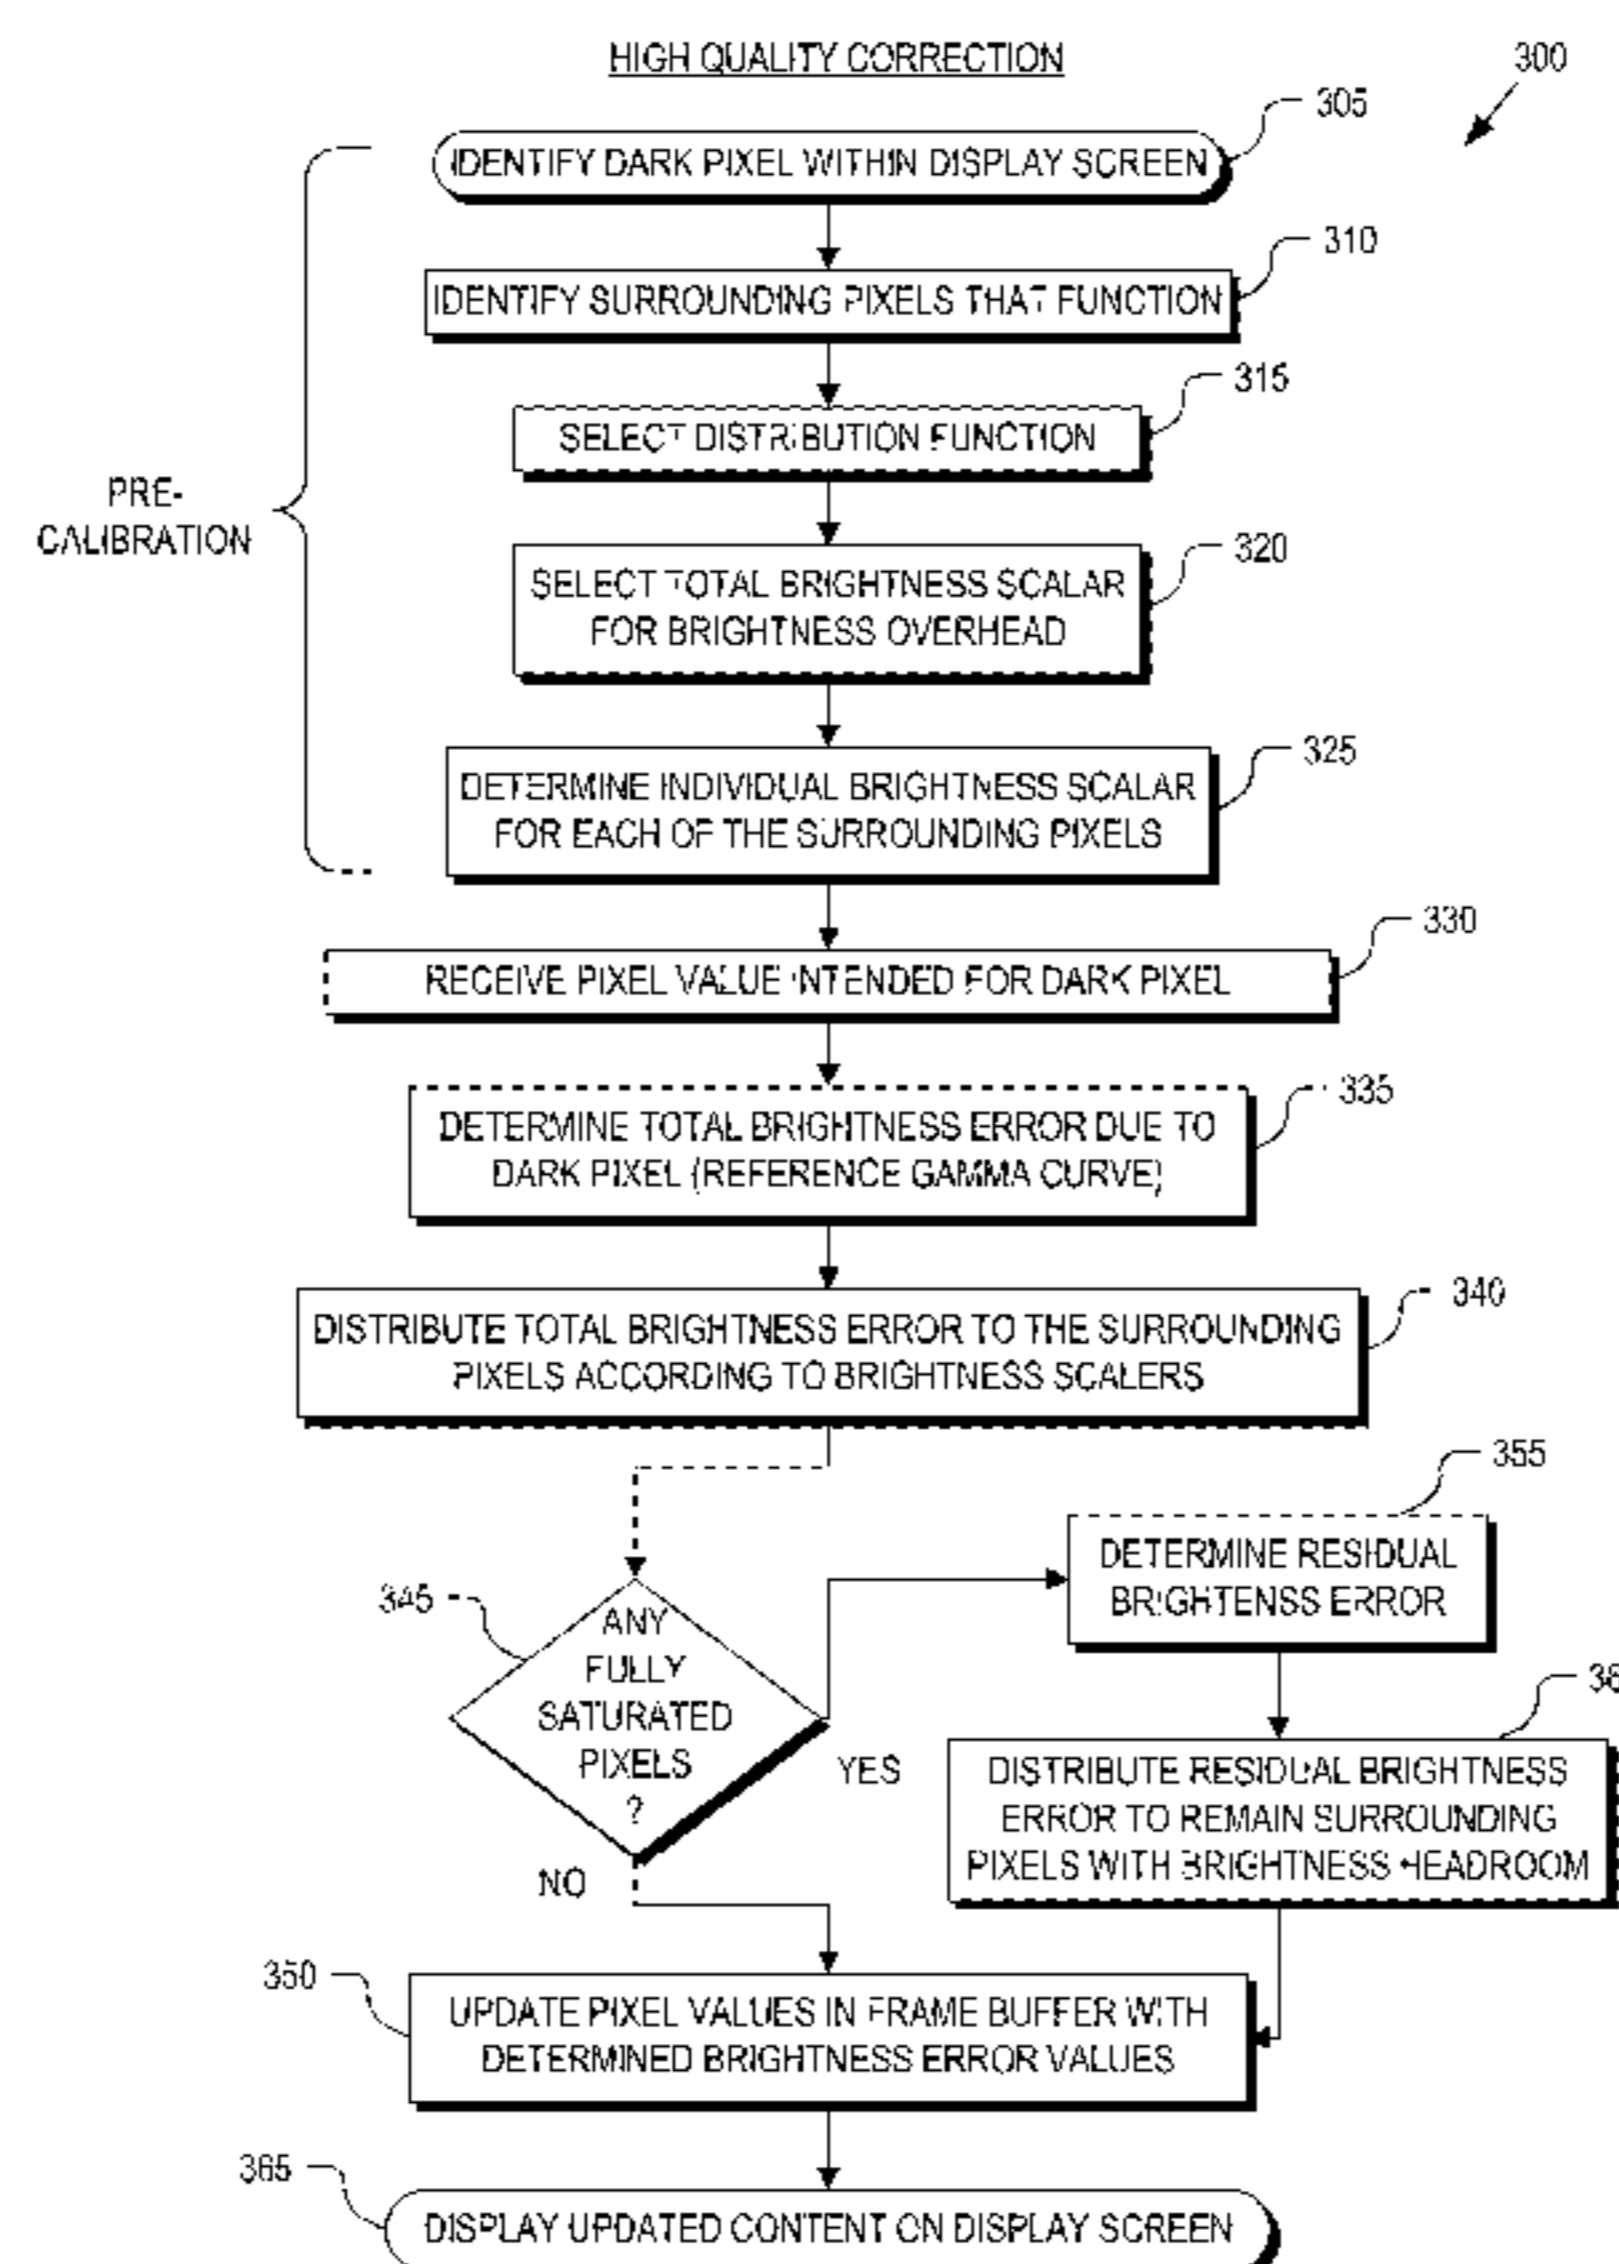 HIGH QUALITY CORRECTION
300
305
IDENTIFY DARK PIXEL WITHIN DISPLAY SCREEN
310
IDENTIFY SURROUNDING PIXELS THAT FUNCTION
315
SELECT DISTRIBUTION FUNCTION
PRE-
CALIBRATION
320
SELECT TOTAL BRIGHTNESS SCALAR
FOR BRIGHTNESS OVERHEAD
325
DETERMINE INDIVIDUAL BRIGHTNESS SCALAR
FOR EACH OF THE SURROUNDING PIXELS
330
RECEIVE PIXEL VALUE INTENDED FOR DARK PIXEL
335
DETERMINE TOTAL BRIGHTNESS ERROR DUE TO
DARK PIXEL (REFERENCE GAMMA CURVE)
340
DISTRIBUTE TOTAL BRIGHTNESS ERROR TO THE SURROUNDING
PIXELS ACCORDING TO BRIGHTNESS SCALERS
345
ANY
FULLY
SATURATED
PIXELS
?
YES
NO
355
DETERMINE RESIDUAL
BRIGHTENSS ERROR
DISTRIBUTE RESIDUAL BRIGHTNESS
ERROR TO REMAIN SURROUNDING
PIXELS WITH BRIGHTNESS HEADROOM
350
UPDATE PIXEL VALUES IN FRAME BUFFER WITH
DETERMINED BRIGHTNESS ERROR VALUES
365
DISPLAY UPDATED CONTENT ON DISPLAY SCREEN